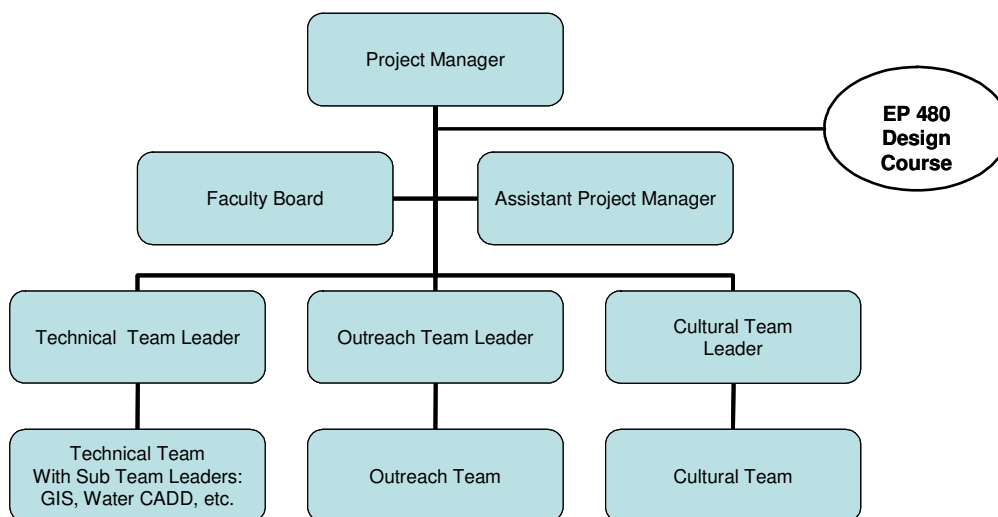 Project Manager
EP 480
Design
Course
Faculty Board
Assistant Project Manager
Technical Team Leader
Outreach Team Leader
Cultural Team
Leader
Technical Team
With Sub Team Leaders:
GIS, Water CADD, etc.
Outreach Team
Cultural Team